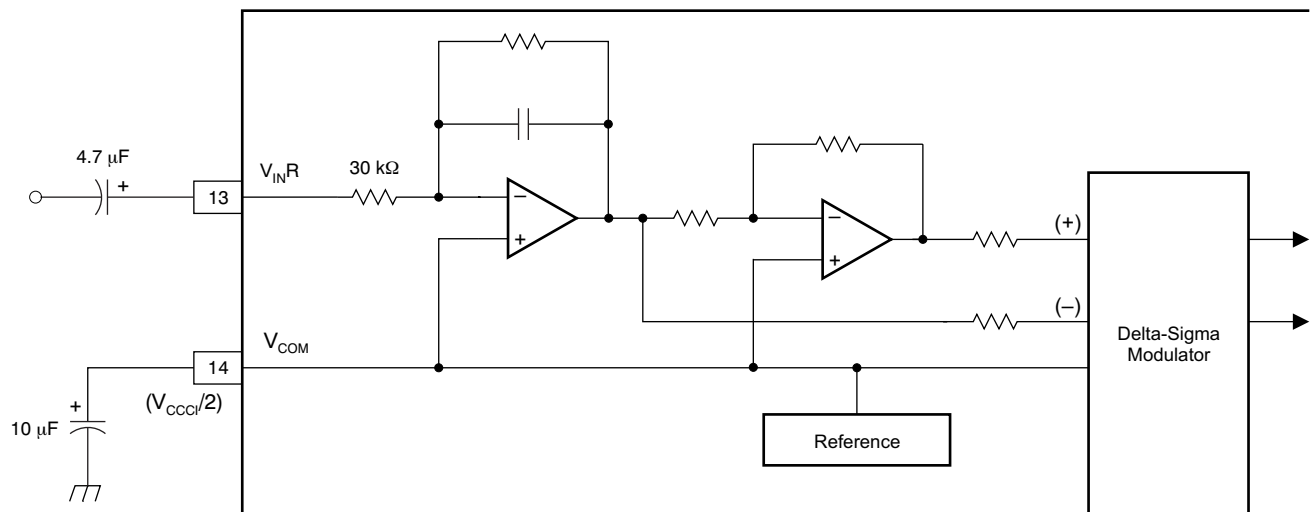 4.7 μF
+
13
V_INR
30 kΩ
−
+
−
+
(+)
(−)
Delta-Sigma
Modulator
V_COM
14
(V_CCCI/2)
+
10 μF
Reference